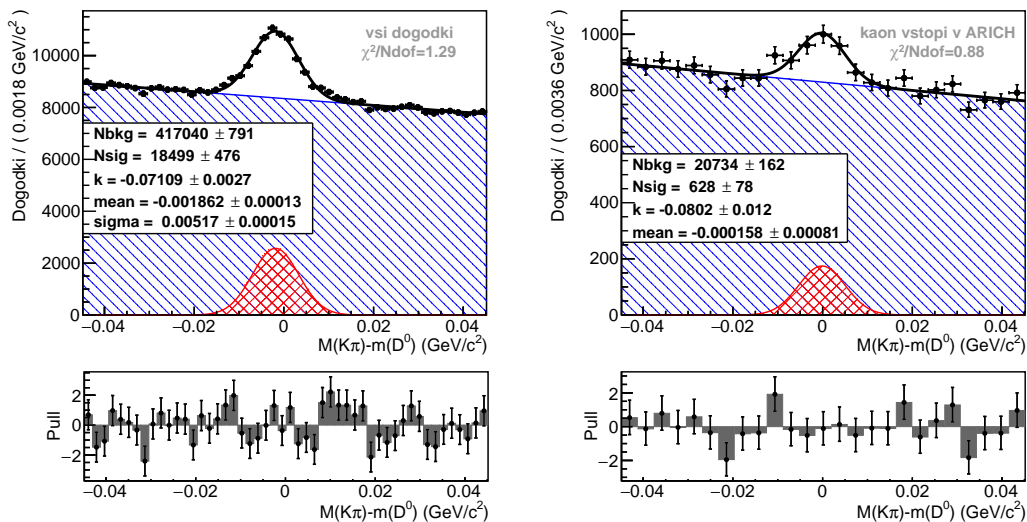 Dogodki / ( 0.0018 GeV/c² )
10000
8000
6000
4000
2000
0
vsi dogodki
χ²/Ndof=1.29
Nbkg = 417040 ± 791
Nsig = 18499 ± 476
k = -0.07109 ± 0.0027
mean = -0.001862 ± 0.00013
sigma = 0.00517 ± 0.00015
-0.04 -0.02 0 0.02 0.04
M(Kπ)-m(D⁰) (GeV/c²)
Pull
2
0
−2
−0.04 −0.02 0 0.02 0.04
M(Kπ)-m(D⁰) (GeV/c²)
Dogodki / ( 0.0036 GeV/c² )
1000
800
600
400
200
0
kaon vstopi v ARICH
χ²/Ndof=0.88
Nbkg = 20734 ± 162
Nsig = 628 ± 78
k = -0.0802 ± 0.012
mean = -0.000158 ± 0.00081
-0.04 -0.02 0 0.02 0.04
M(Kπ)-m(D⁰) (GeV/c²)
Pull
2
0
−2
−0.04 −0.02 0 0.02 0.04
M(Kπ)-m(D⁰) (GeV/c²)